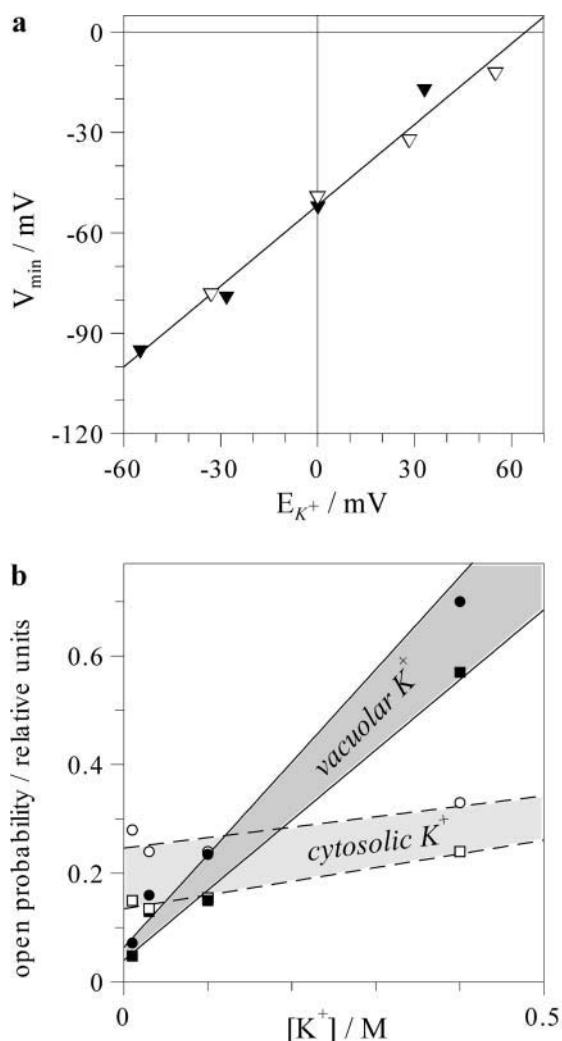 a
0
-30
-60
-90
-120
V_min / mV
-60
-30
0
30
60
E_K+ / mV
b
0.6
0.4
0.2
0
open probability / relative units
vacuolar K×
cytosolic K+
0
0.5
[K+] / M